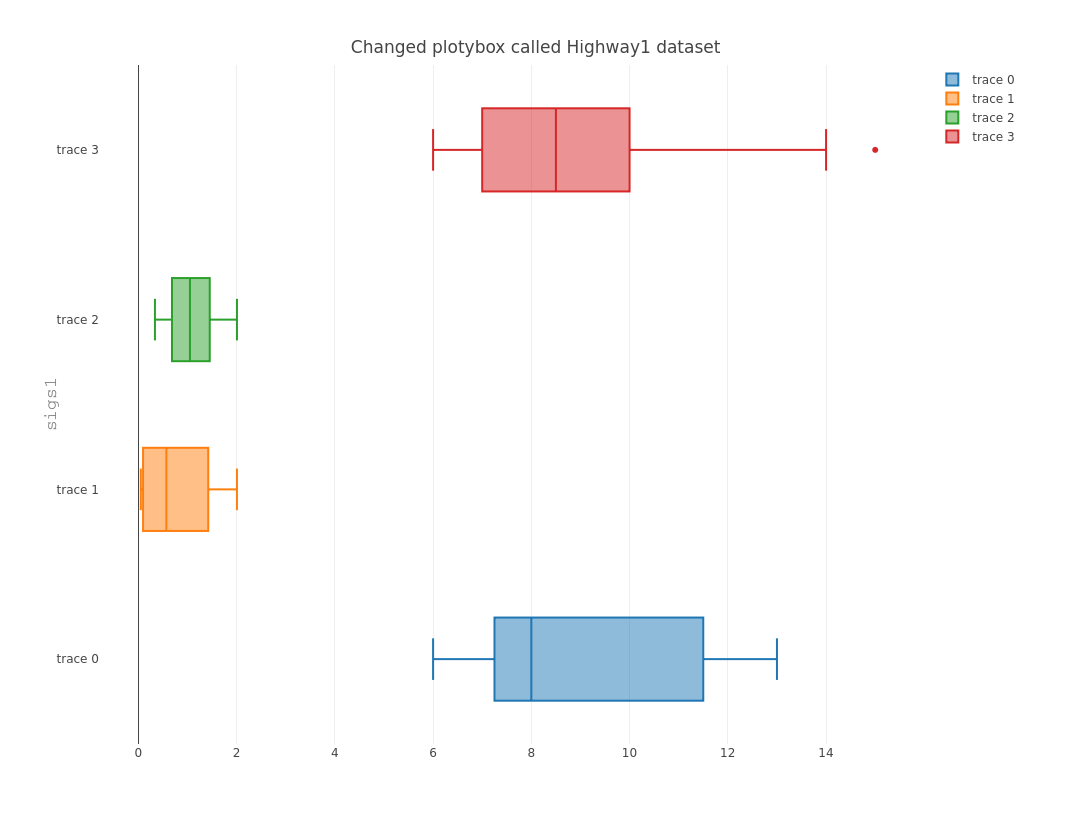 Changed plotybox called Highway1 dataset
trace 0
trace 1
trace 2
trace 3
trace 3
trace 2
sigs1
trace 1
trace 0
0 2 4 6 8 10 12 14